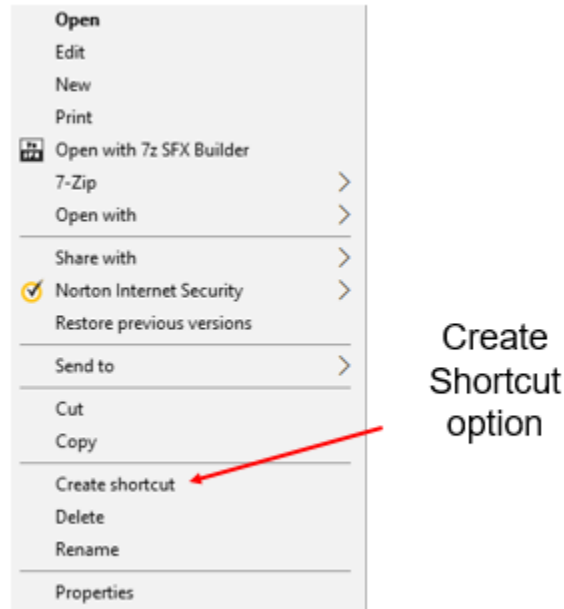 Open
Edit
New
Print
Open with 7z SFX Builder
7-Zip
Open with
Share with
Norton Internet Security
Restore previous versions
Send to
Cut
Copy
Create shortcut
Delete
Rename
Properties
Create
Shortcut
option